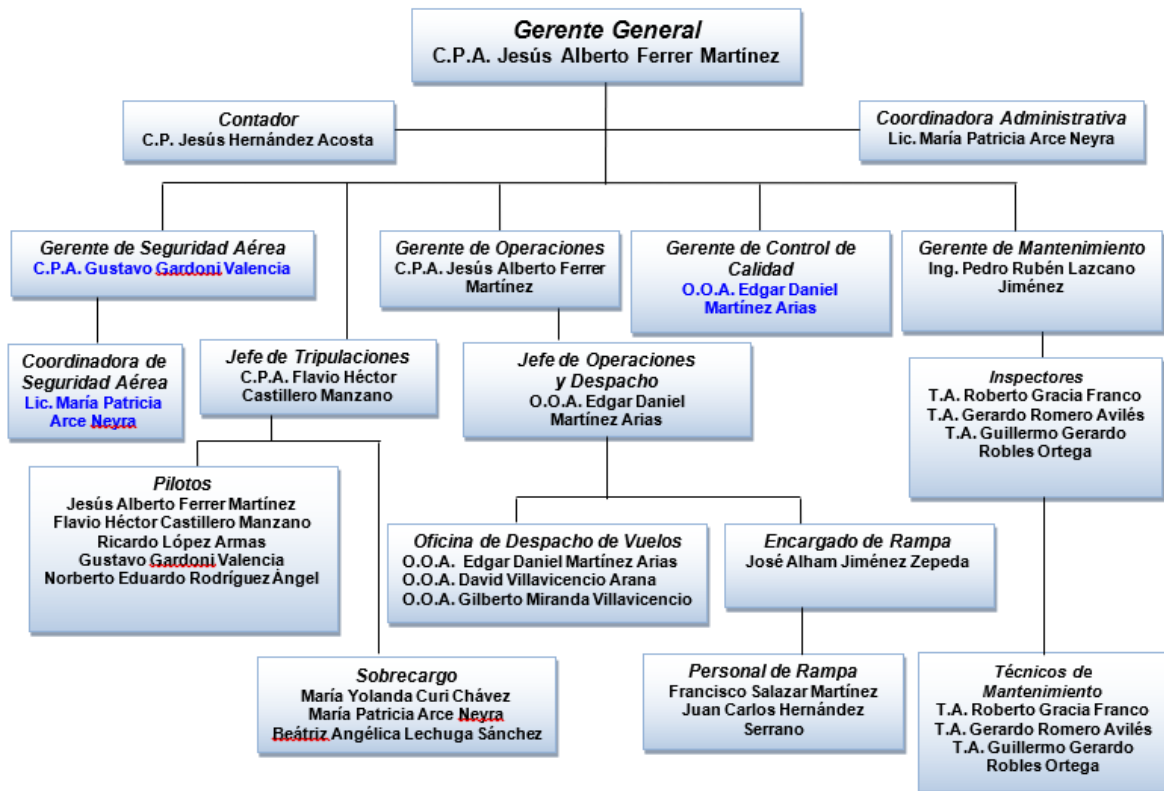 Gerente General
C.P.A. Jesús Alberto Ferrer Martínez
Contador
C.P. Jesús Hernández Acosta
Coordinadora Administrativa
Lic. María Patricia Arce Neyra
Gerente de Seguridad Aérea
C.P.A. Gustavo Gardoni Valencia
Gerente de Operaciones
C.P.A. Jesús Alberto Ferrer
Martínez
Gerente de Control de
Calidad
O.O.A. Edgar Daniel
Martínez Arias
Gerente de Mantenimiento
Ing. Pedro Rubén Lazcano
Jiménez
Coordinadora de
Seguridad Aérea
Lic. María Patricia
Arce Neyra
Jefe de Tripulaciones
C.P.A. Flavio Héctor
Castillero Manzano
Jefe de Operaciones
y Despacho
O.O.A. Edgar Daniel
Martínez Arias
Inspectores
T.A. Roberto Gracia Franco
T.A. Gerardo Romero Avilés
T.A. Guillermo Gerardo
Robles Ortega
Pilotos
Jesús Alberto Ferrer Martínez
Flavio Héctor Castillero Manzano
Ricardo López Armas
Gustavo Gardoni Valencia
Norberto Eduardo Rodríguez Ángel
Oficina de Despacho de Vuelos
O.O.A. Edgar Daniel Martínez Arias
O.O.A. David Villavicencio Arana
O.O.A. Gilberto Miranda Villavicencio
Encargado de Rampa
José Alham Jiménez Zepeda
Sobrecargo
María Yolanda Curi Chávez
María Patricia Arce Neyra
Beátriz Angélica Lechuga Sánchez
Personal de Rampa
Francisco Salazar Martínez
Juan Carlos Hernández
Serrano
Técnicos de
Mantenimiento
T.A. Roberto Gracia Franco
T.A. Gerardo Romero Avilés
T.A. Guillermo Gerardo
Robles Ortega